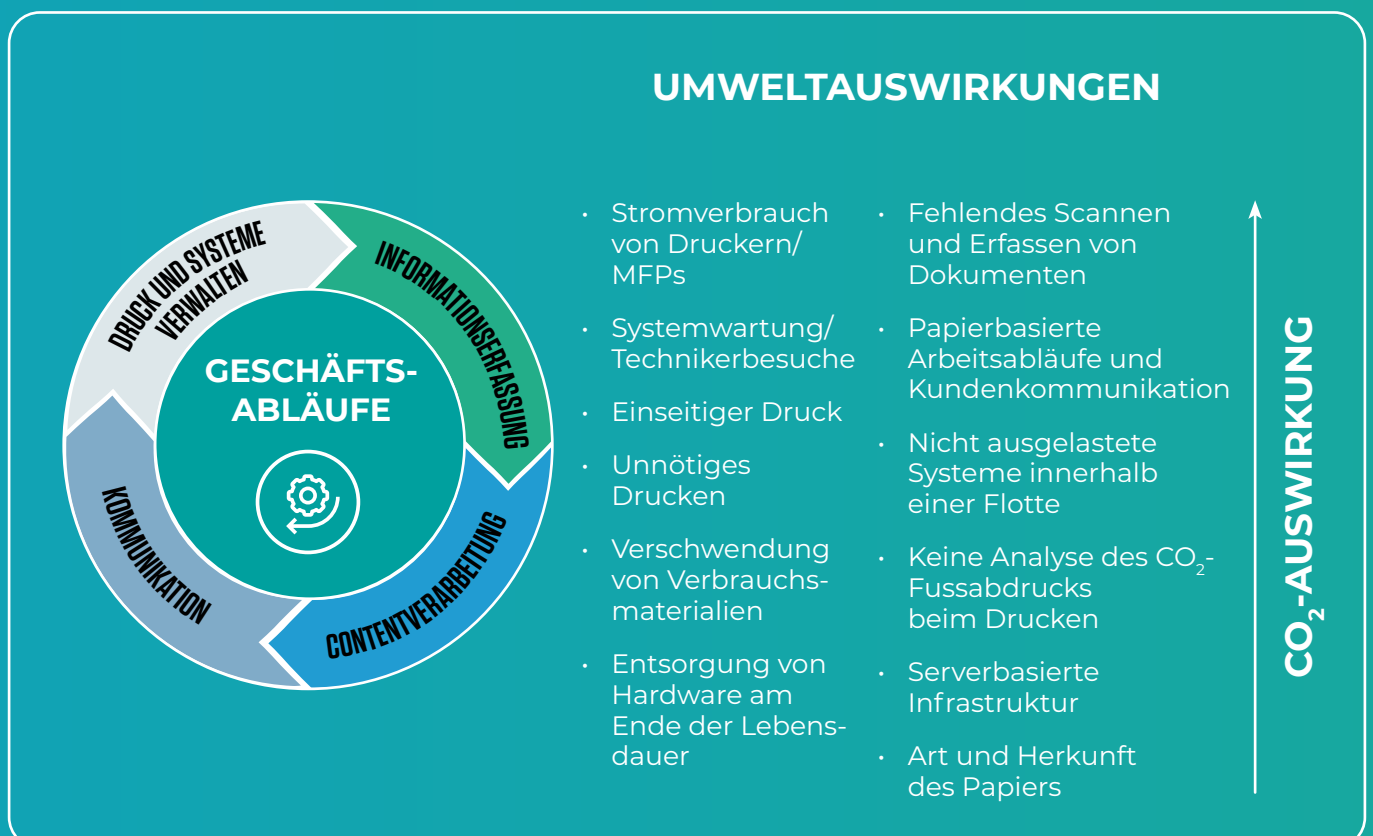 UMWELTAUSWIRKUNGEN
DRUCK UND SYSTEME
VERWALTEN
INFORMATIONSERFASSUNG
CONTENTVERARBEITUNG
KOMMUNIKATION
GESCHÄFTS-
ABLÄUFE
• Stromverbrauch
von Druckern/
MFPs
• Systemwartung/
Technikerbesuche
• Einseitiger Druck
• Unnötiges
Drucken
• Verschwendung
von Verbrauchs-
materialien
• Entsorgung von
Hardware am
Ende der Lebens-
dauer
• Fehlendes Scannen
und Erfassen von
Dokumenten
• Papierbasierte
Arbeitsabläufe und
Kundenkommunikation
• Nicht ausgelastete
Systeme innerhalb
einer Flotte
• Keine Analyse des CO₂-
Fussabdrucks
beim Drucken
• Serverbasierte
Infrastruktur
• Art und Herkunft
des Papiers
CO₂-AUSWIRKUNG